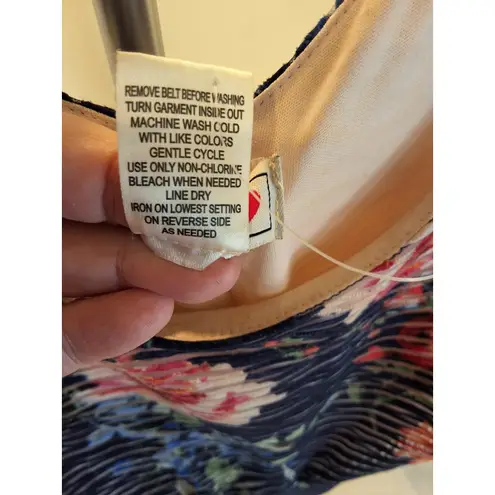 REMOVE BELT BEFORE WASHING
TURN GARMENT INSIDE OUT
MACHINE WASH COLD
WITH LIKE COLORS
GENTLE CYCLE
USE ONLY NON-CHLORINE
BLEACH WHEN NEEDED
LINE DRY
IRON ON LOWEST SETTING
ON REVERSE SIDE
AS NEEDED